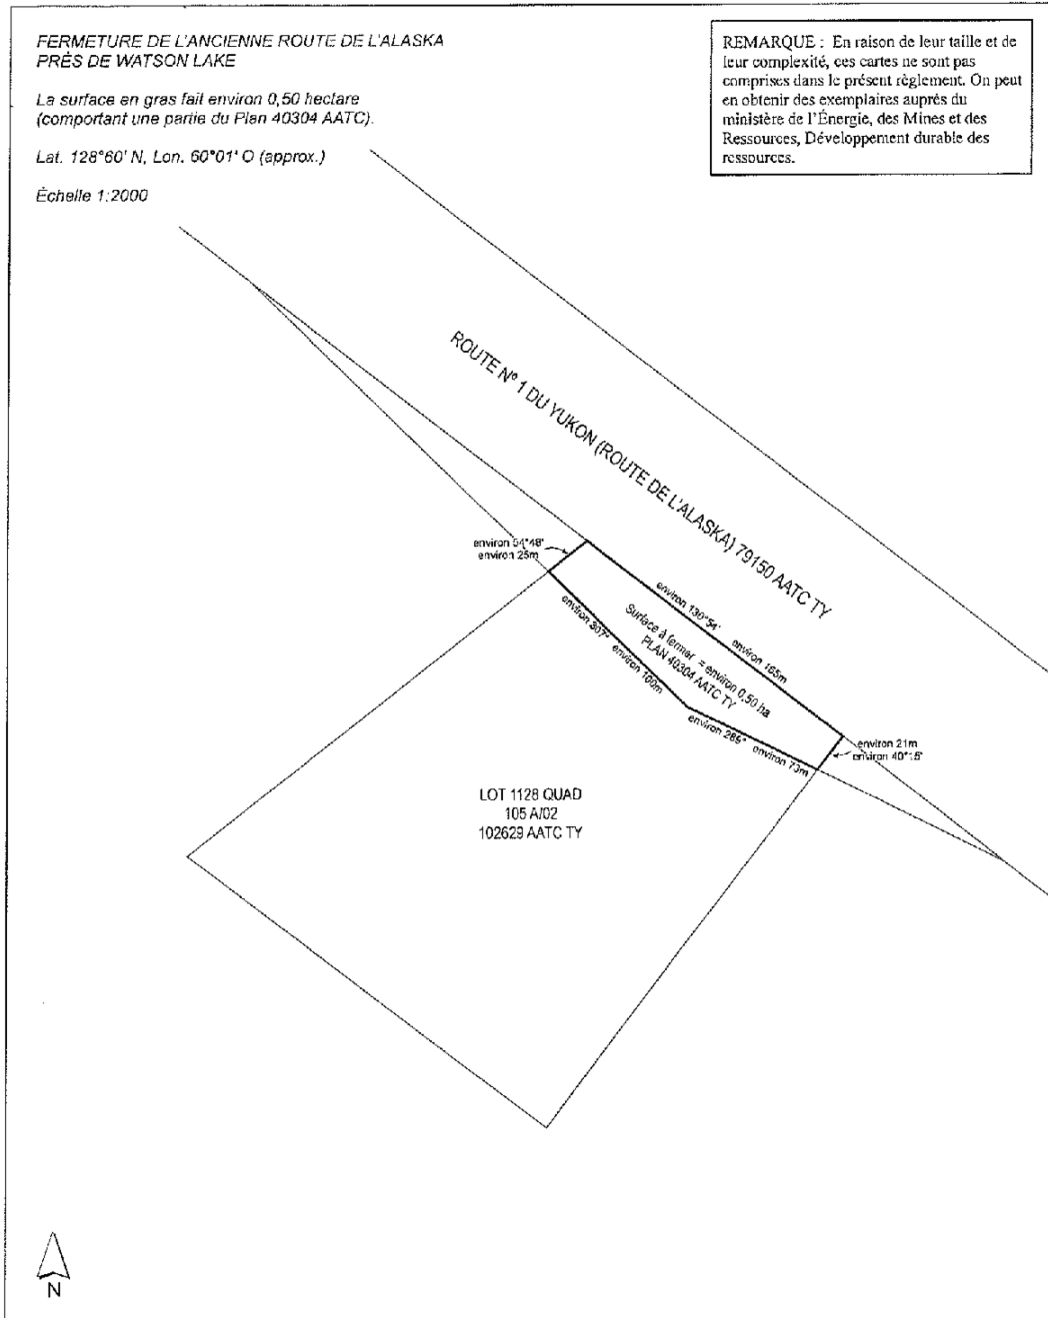 FERMETURE DE L'ANCIENNE ROUTE DE L'ALASKA
PRÈS DE WATSON LAKE
La surface en gras fait environ 0,50 hectare
(comportant une partie du Plan 40304 AATC).
Lat. 128°60' N, Lon. 60°01' O (approx.)
Échelle 1:2000
REMARQUE : En raison de leur taille et de
leur complexité, ces cartes ne sont pas
comprises dans le présent règlement. On peut
en obtenir des exemplaires auprès du
ministère de l'Énergie, des Mines et des
Ressources, Développement durable des
ressources.
ROUTE Nº 1 DU YUKON (ROUTE DE L'ALASKA) 79150 AATC TY
environ 54°48'
environ 25m
environ 130°54' environ 165m
Surface à fermer = environ 0,50 ha
PLAN 40304 AATC TY
environ 307° environ 100m
environ 289° environ 73m
environ 21m
environ 40°15'
LOT 1128 QUAD
105 A/02
102629 AATC TY
N